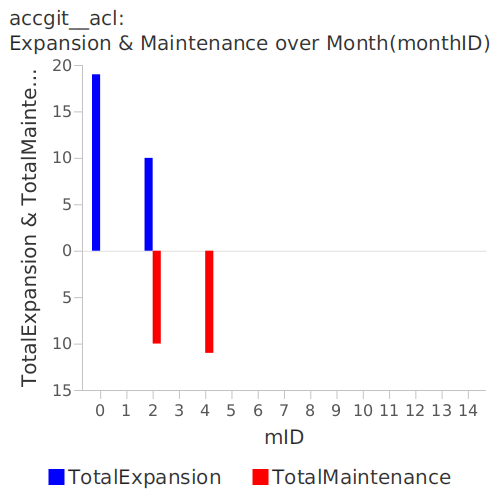 accgit__acl:
Expansion & Maintenance over Month(monthID)
TotalExpansion & TotalMainte...
20
15
10
5
0
5
10
15
0 1 2 3 4 5 6 7 8 9 10 11 12 13 14
mID
TotalExpansion TotalMaintenance